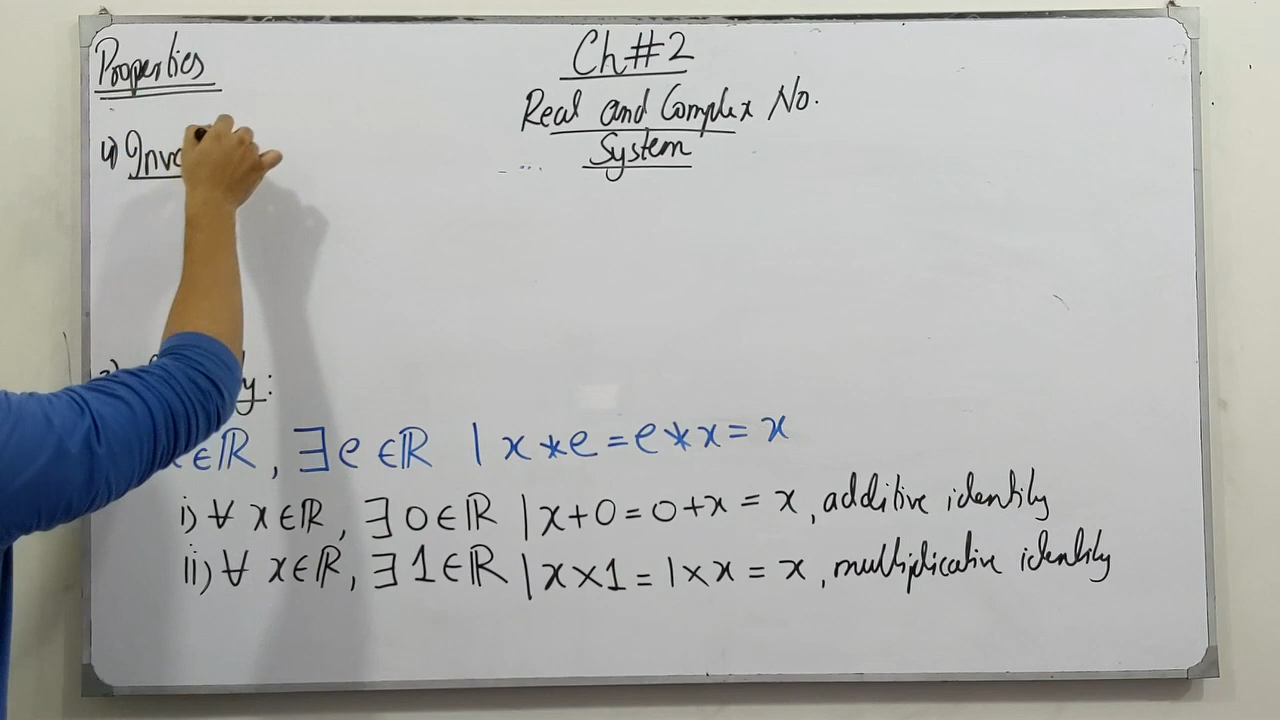 Properties
Ch#2
Real and Complex No.
System
4)
∈ℝ, ∃ e ∈ℝ | x*e = e*x = x
i) ∀ x∈ℝ, ∃ 0∈ℝ | x+0 = 0+x = x, additive identity
ii) ∀ x∈ℝ, ∃ 1∈ℝ | x×1 = 1×x = x, multiplicative identity